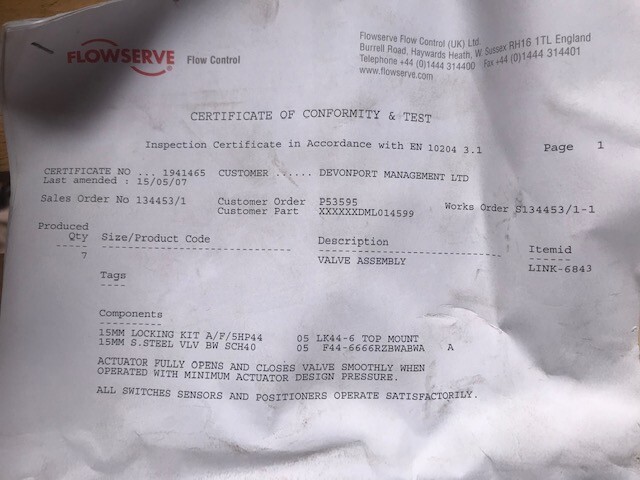 FLOWSERVE
Flow Control
Flowserve Flow Control (UK) Ltd.
Burrell Road, Haywards Heath, W. Sussex RH16 1TL England
Telephone +44 (0)1444 314400 Fax +44 (0)1444 314401
www.flowserve.com
CERTIFICATE OF CONFORMITY & TEST
Inspection Certificate in Accordance with EN 10204 3.1 Page 1
CERTIFICATE NO ... 1941465 CUSTOMER ...... DEVONPORT MANAGEMENT LTD
Last amended : 15/05/07
Sales Order No 134453/1 Customer Order P53595 Works Order S134453/1-1
Customer Part XXXXXXDML014599
Produced
Qty Size/Product Code Description Itemid
7 VALVE ASSEMBLY LINK-6843
Tags
Components
15MM LOCKING KIT A/F/5HP44 05 LK44-6 TOP MOUNT
15MM S.STEEL VLV BW SCH40 05 F44-6666RZBWABWA A
ACTUATOR FULLY OPENS AND CLOSES VALVE SMOOTHLY WHEN
OPERATED WITH MINIMUM ACTUATOR DESIGN PRESSURE.
ALL SWITCHES SENSORS AND POSITIONERS OPERATE SATISFACTORILY.